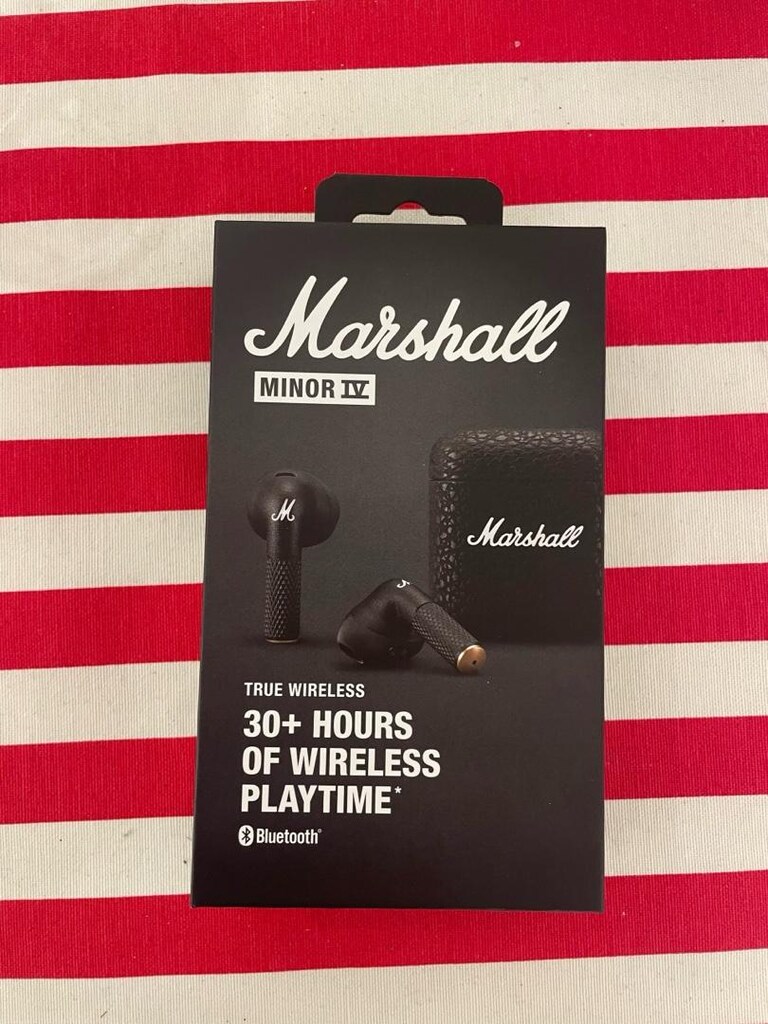 Marshall
MINOR IV
M
Marshall
TRUE WIRELESS
30+ HOURS
OF WIRELESS
PLAYTIME*
Bluetooth®